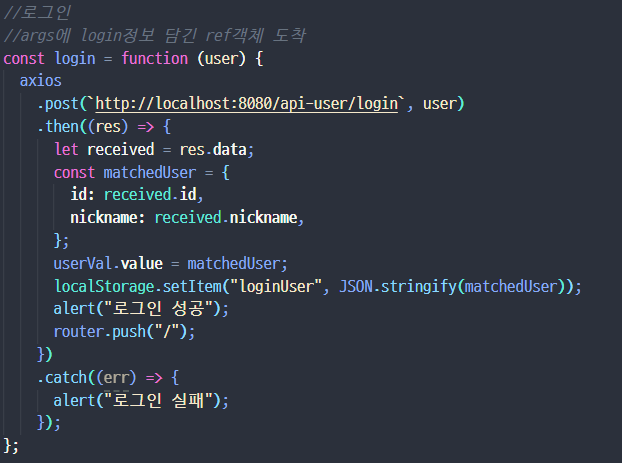 //로그인
//args에 login정보 담긴 ref객체 도착
const login = function (user) {
  axios
    .post(`http://localhost:8080/api-user/login`, user)
    .then((res) => {
      let received = res.data;
      const matchedUser = {
        id: received.id,
        nickname: received.nickname,
      };
      userVal.value = matchedUser;
      localStorage.setItem("loginUser", JSON.stringify(matchedUser));
      alert("로그인 성공");
      router.push("/");
    })
    .catch((err) => {
      alert("로그인 실패");
    });
};